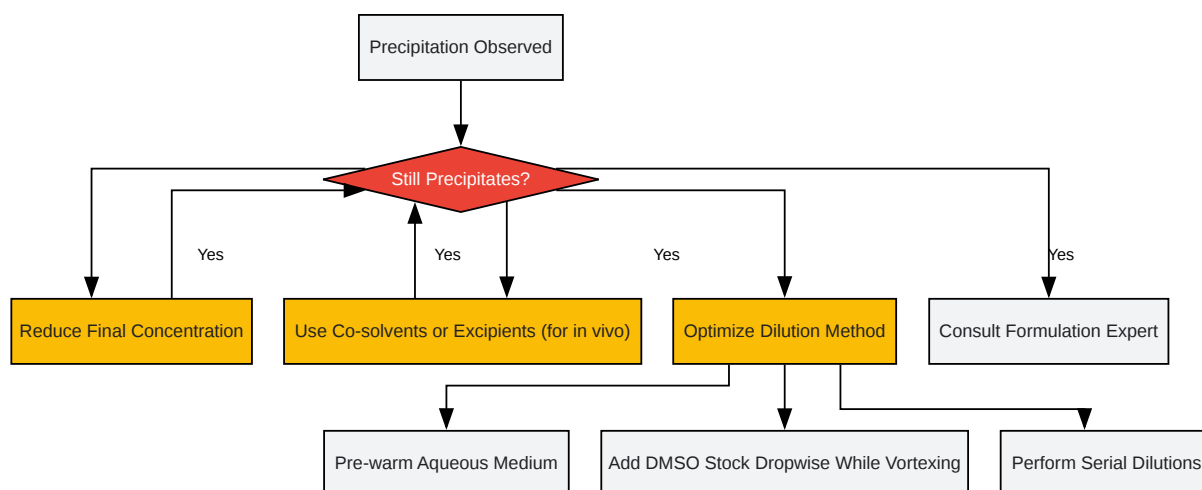 Precipitation Observed
Still Precipitates?
Yes
Yes
Yes
Yes
Reduce Final Concentration
Use Co-solvents or Excipients (for in vivo)
Optimize Dilution Method
Consult Formulation Expert
Pre-warm Aqueous Medium
Add DMSO Stock Dropwise While Vortexing
Perform Serial Dilutions